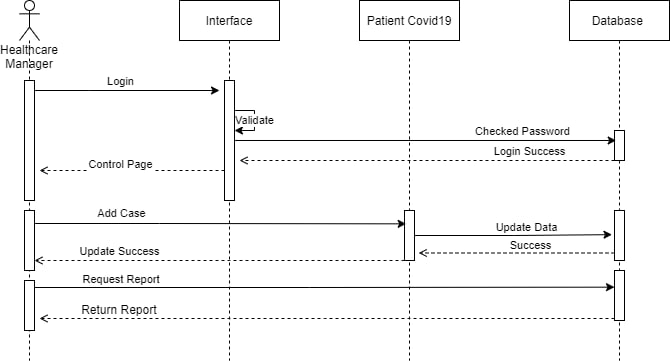 Interface
Patient Covid19
Database
Healthcare
Manager
Login
Validate
Checked Password
Login Success
Control Page
Add Case
Update Data
Success
Update Success
Request Report
Return Report